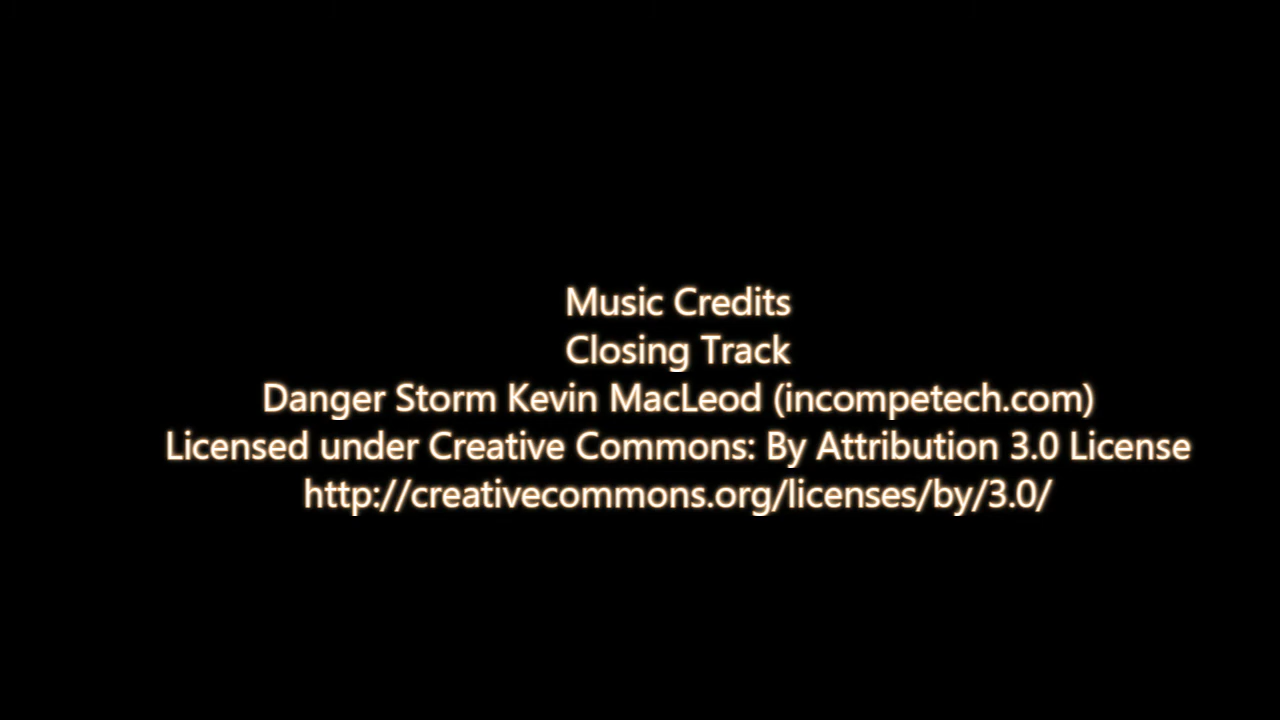 Music Credits
Closing Track
Danger Storm Kevin MacLeod (incompetech.com)
Licensed under Creative Commons: By Attribution 3.0 License
http://creativecommons.org/licenses/by/3.0/